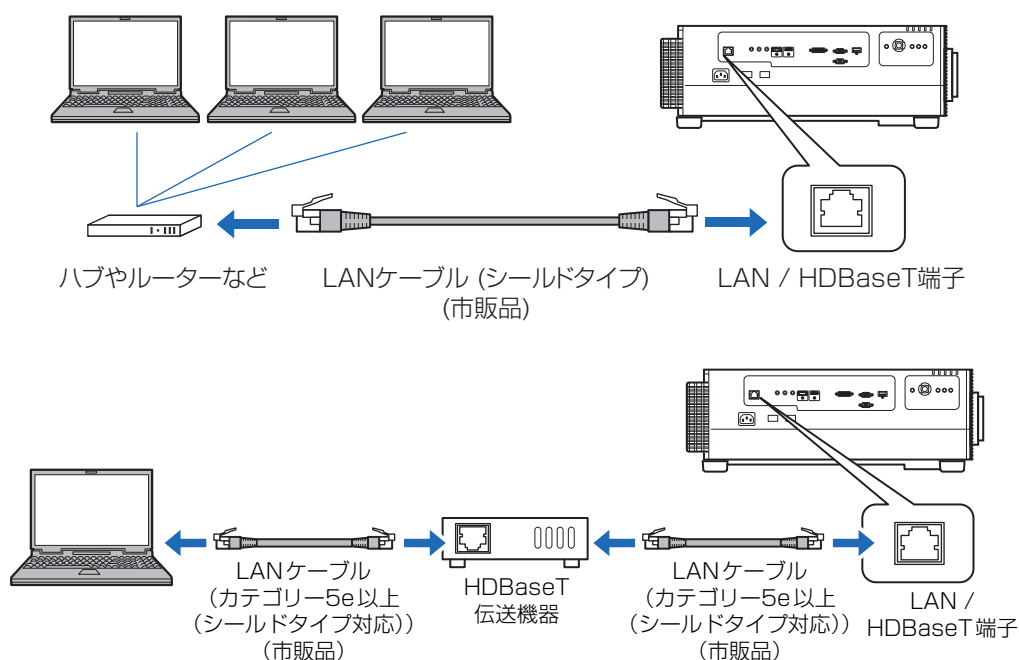 ハブやルーターなど
LANケーブル (シールドタイプ)
(市販品)
LAN / HDBaseT端子
LANケーブル
(カテゴリー5e以上
(シールドタイプ対応))
(市販品)
HDBaseT
伝送機器
LANケーブル
(カテゴリー5e以上
(シールドタイプ対応))
(市販品)
LAN /
HDBaseT端子